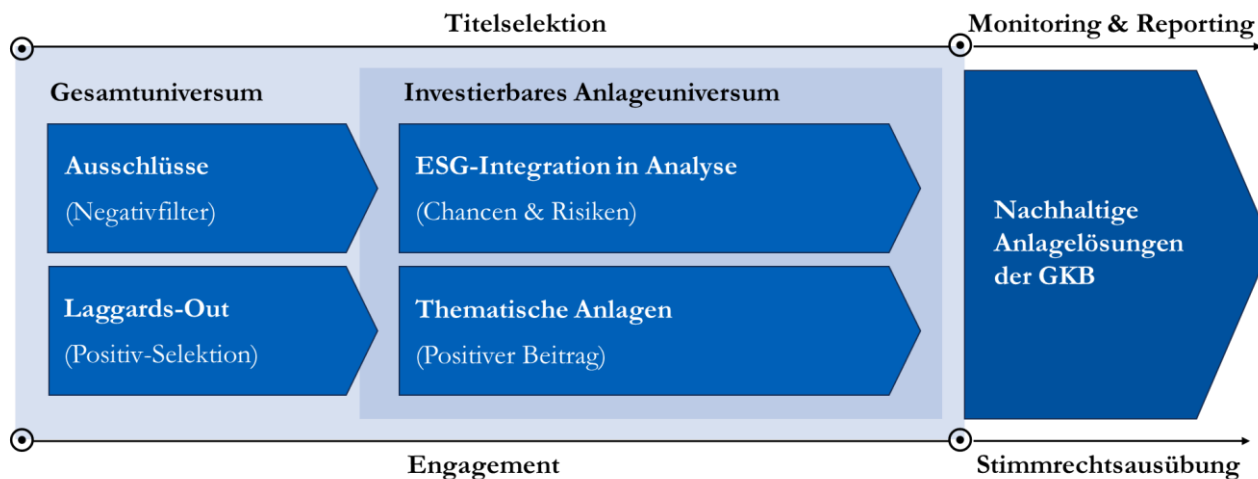 Titelselektion
Monitoring & Reporting
Gesamtuniversum
Investierbares Anlageuniversum
Ausschlüsse
(Negativfilter)
ESG-Integration in Analyse
(Chancen & Risiken)
Laggards-Out
(Positiv-Selektion)
Thematische Anlagen
(Positiver Beitrag)
Nachhaltige
Anlagelösungen
der GKB
Engagement
Stimmrechtsausübung